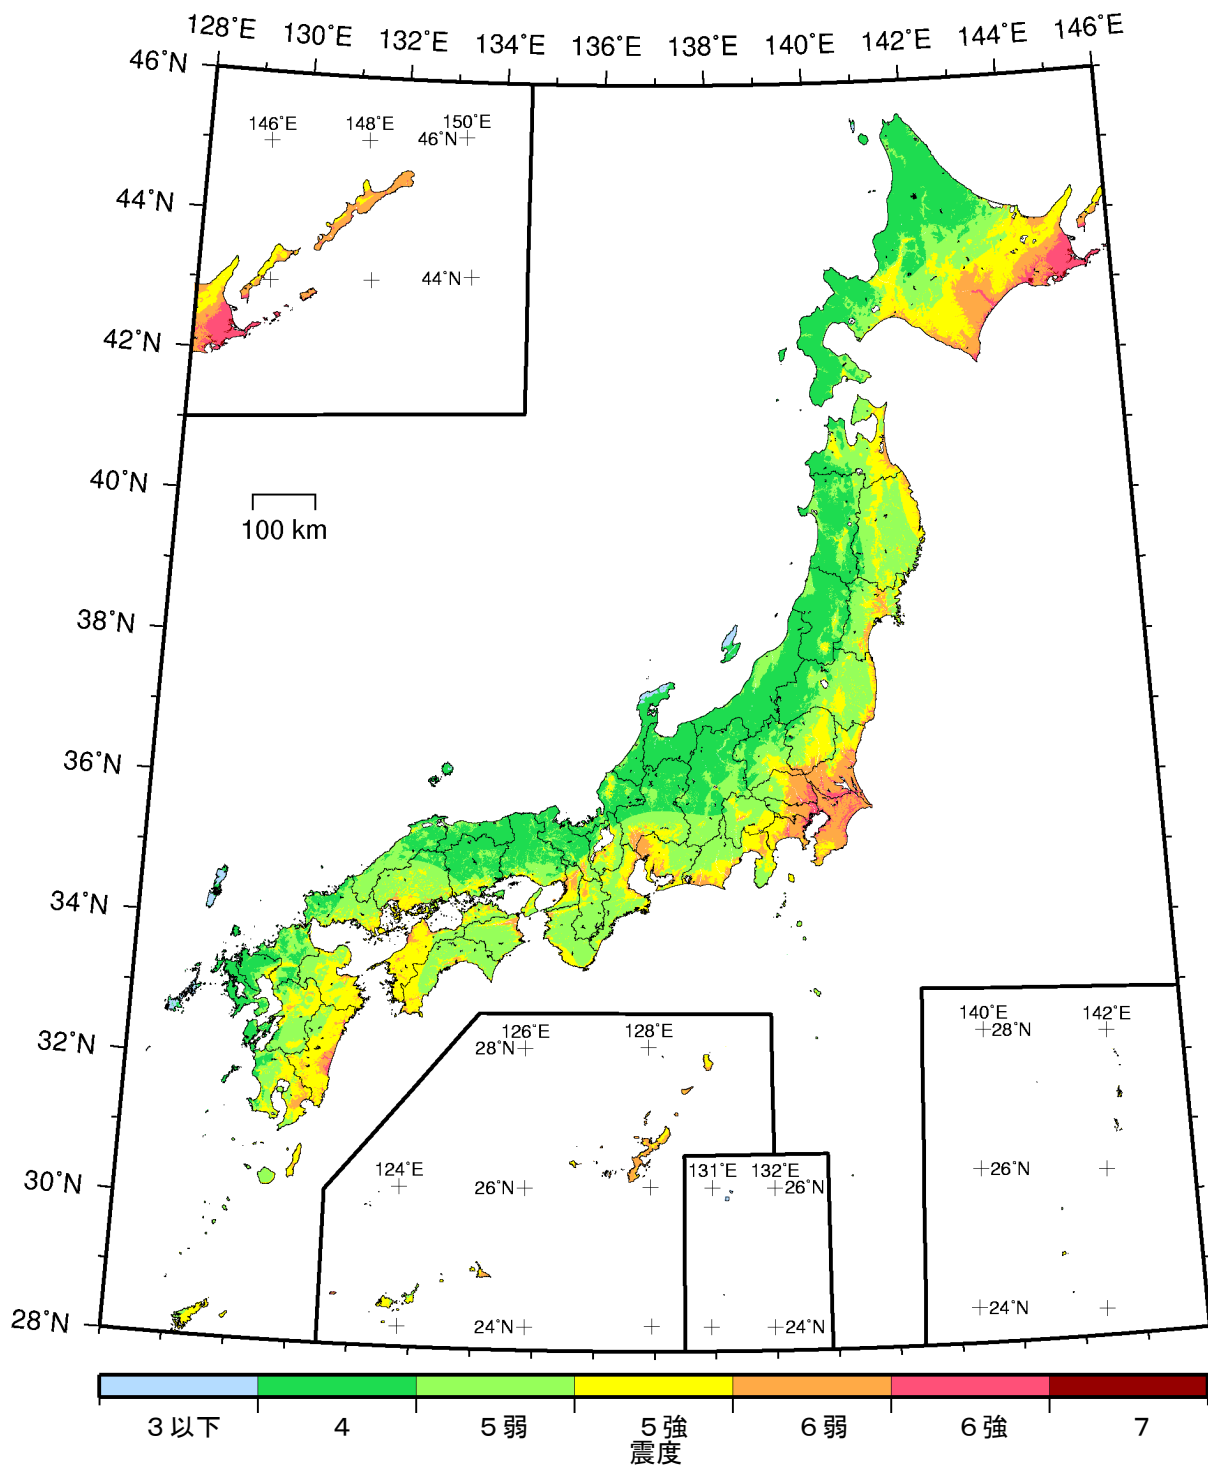 128˚E 130˚E 132˚E 134˚E 136˚E 138˚E 140˚E 142˚E 144˚E 146˚E
46˚N
146˚E 148˚E 150˚E
46˚N
44˚N
44˚N
42˚N
40˚N
100 km
38˚N
36˚N
34˚N
32˚N
126˚E 128˚E
28˚N
140˚E 142˚E
28˚N
30˚N
124˚E
26˚N
131˚E 132˚E
26˚N
26˚N
28˚N
24˚N
24˚N
24˚N
3以下 4 5弱 5強 6弱 6強 7
震度